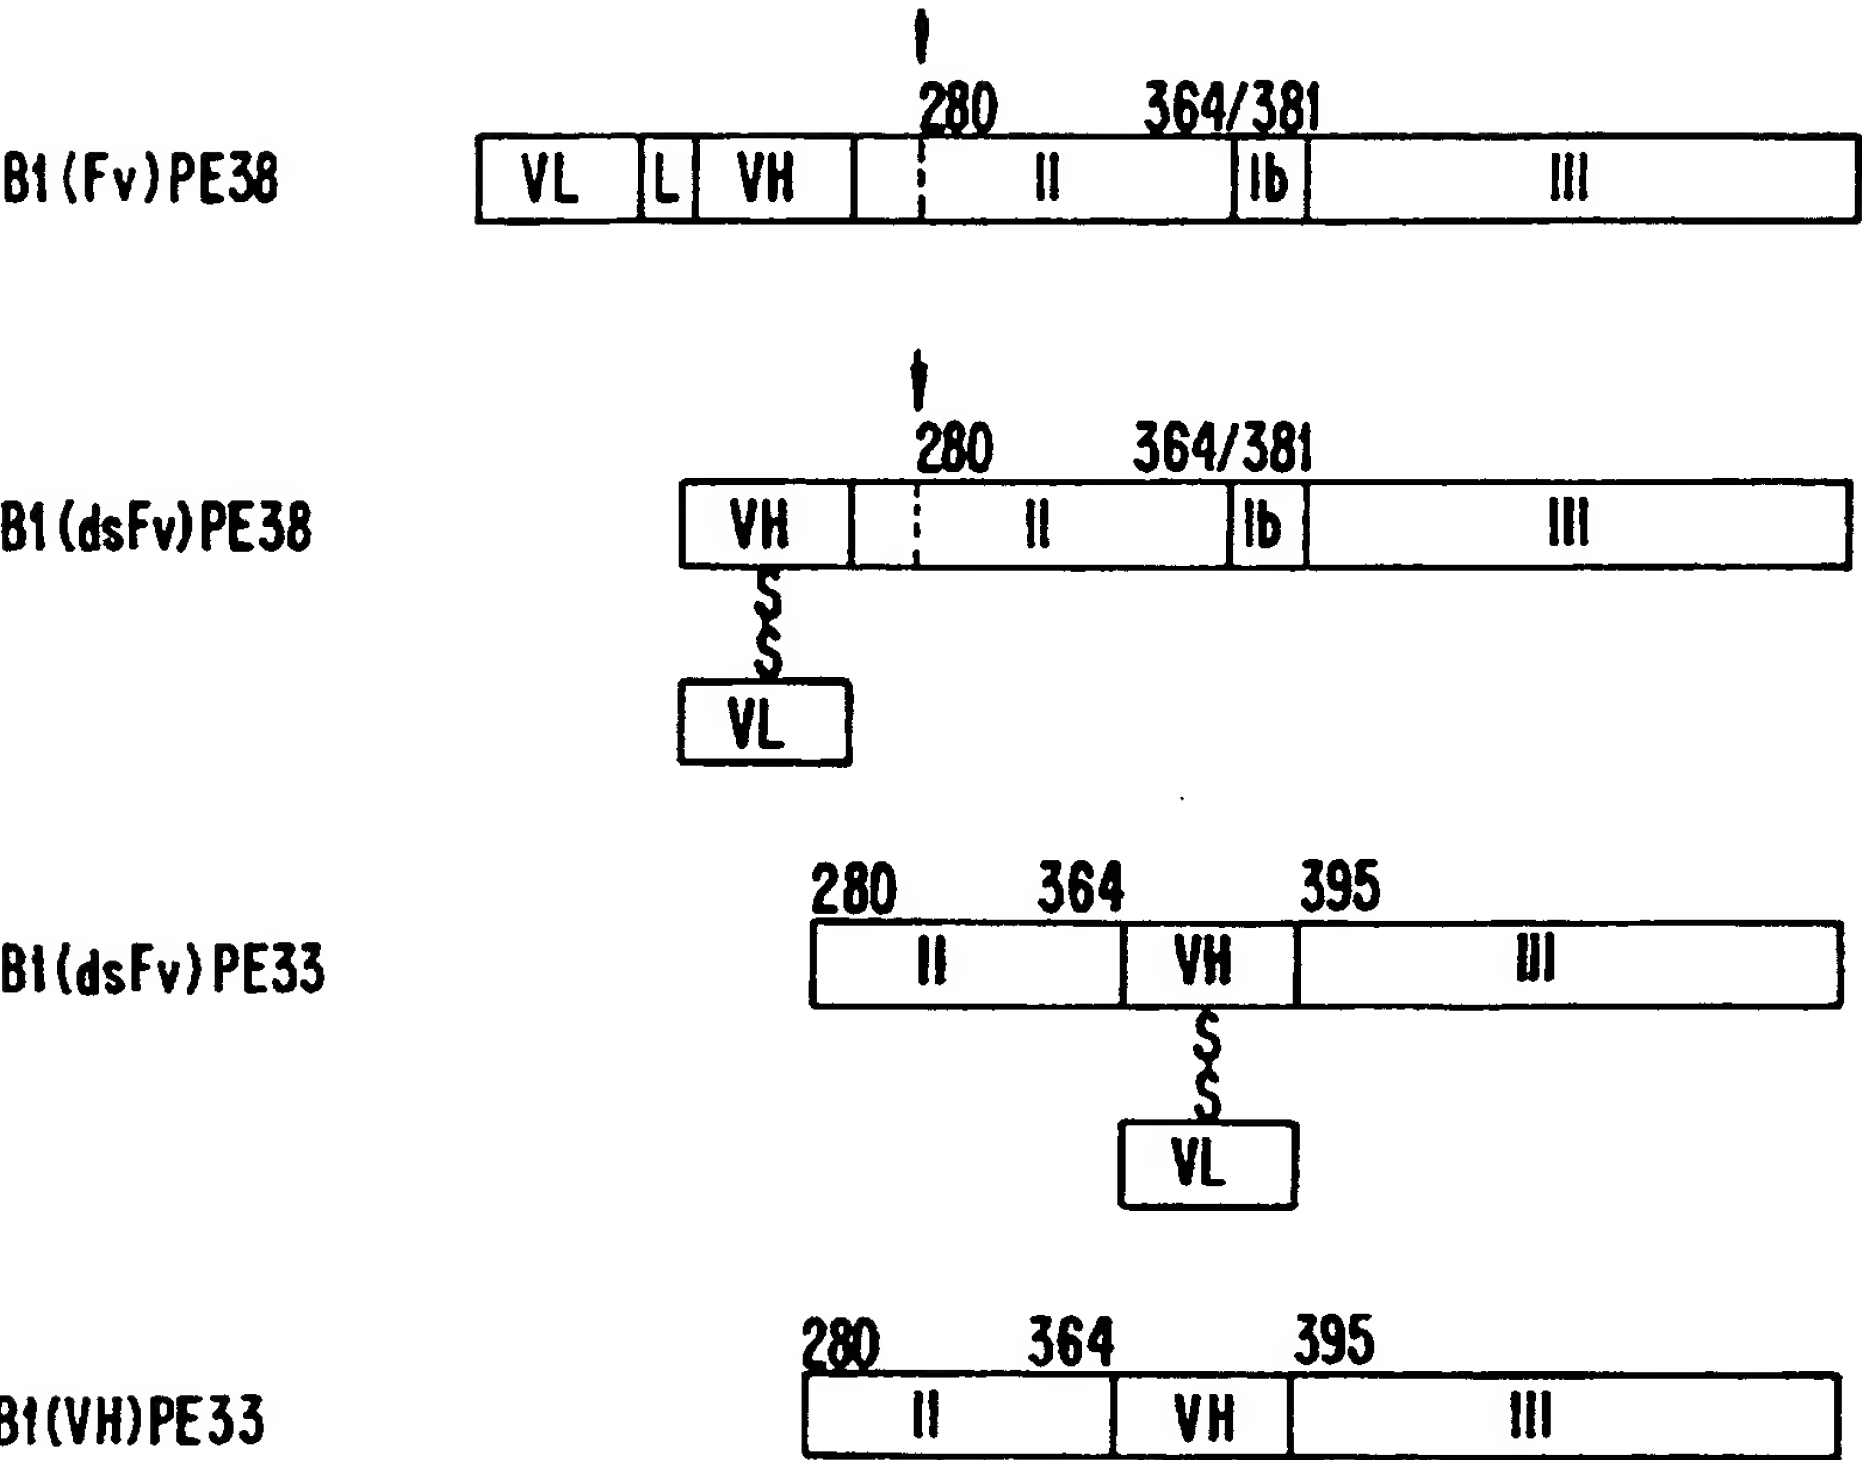 280 364/381
B1(Fv)PE38 VL L VH II Ib III
280 364/381
B1(dsFv)PE38 VH II Ib III
S
S
VL
280 364 395
B1(dsFv)PE33 II VH III
S
S
VL
280 364 395
B1(VH)PE33 II VH III